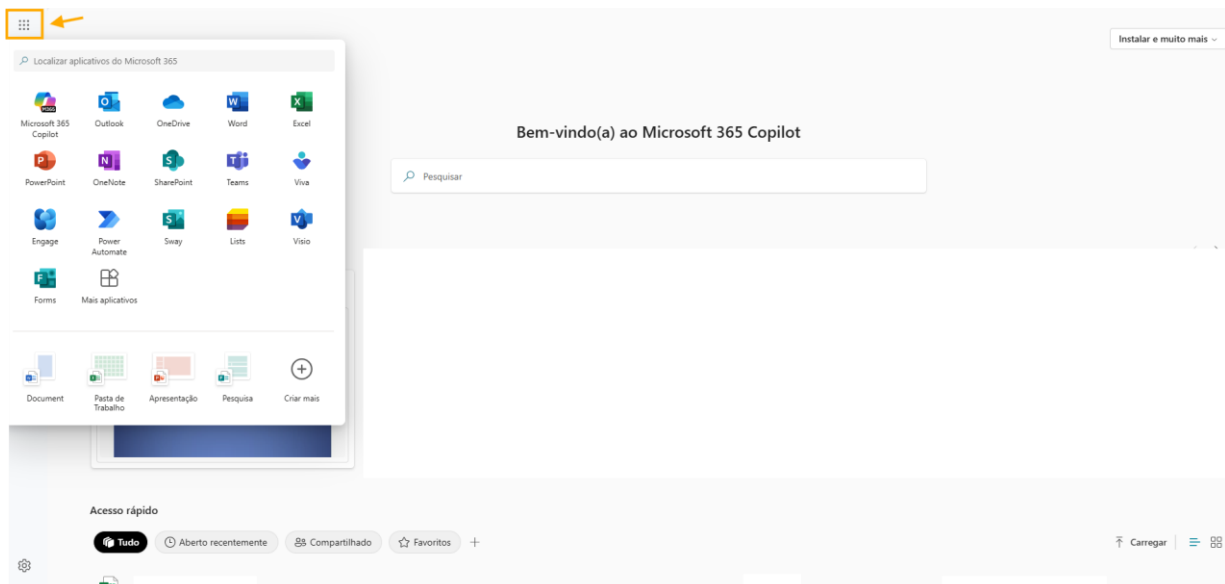 Instalar e muito mais
Localizar aplicativos do Microsoft 365
M365
Microsoft 365
Copilot
Outlook
OneDrive
Word
Excel
PowerPoint
OneNote
SharePoint
Teams
Viva
Engage
Power
Automate
Sway
Lists
Visio
Forms
Mais aplicativos
Document
Pasta de
Trabalho
Apresentação
Pesquisa
Criar mais
Bem-vindo(a) ao Microsoft 365 Copilot
Pesquisar
Acesso rápido
Tudo
Aberto recentemente
Compartilhado
Favoritos
Carregar